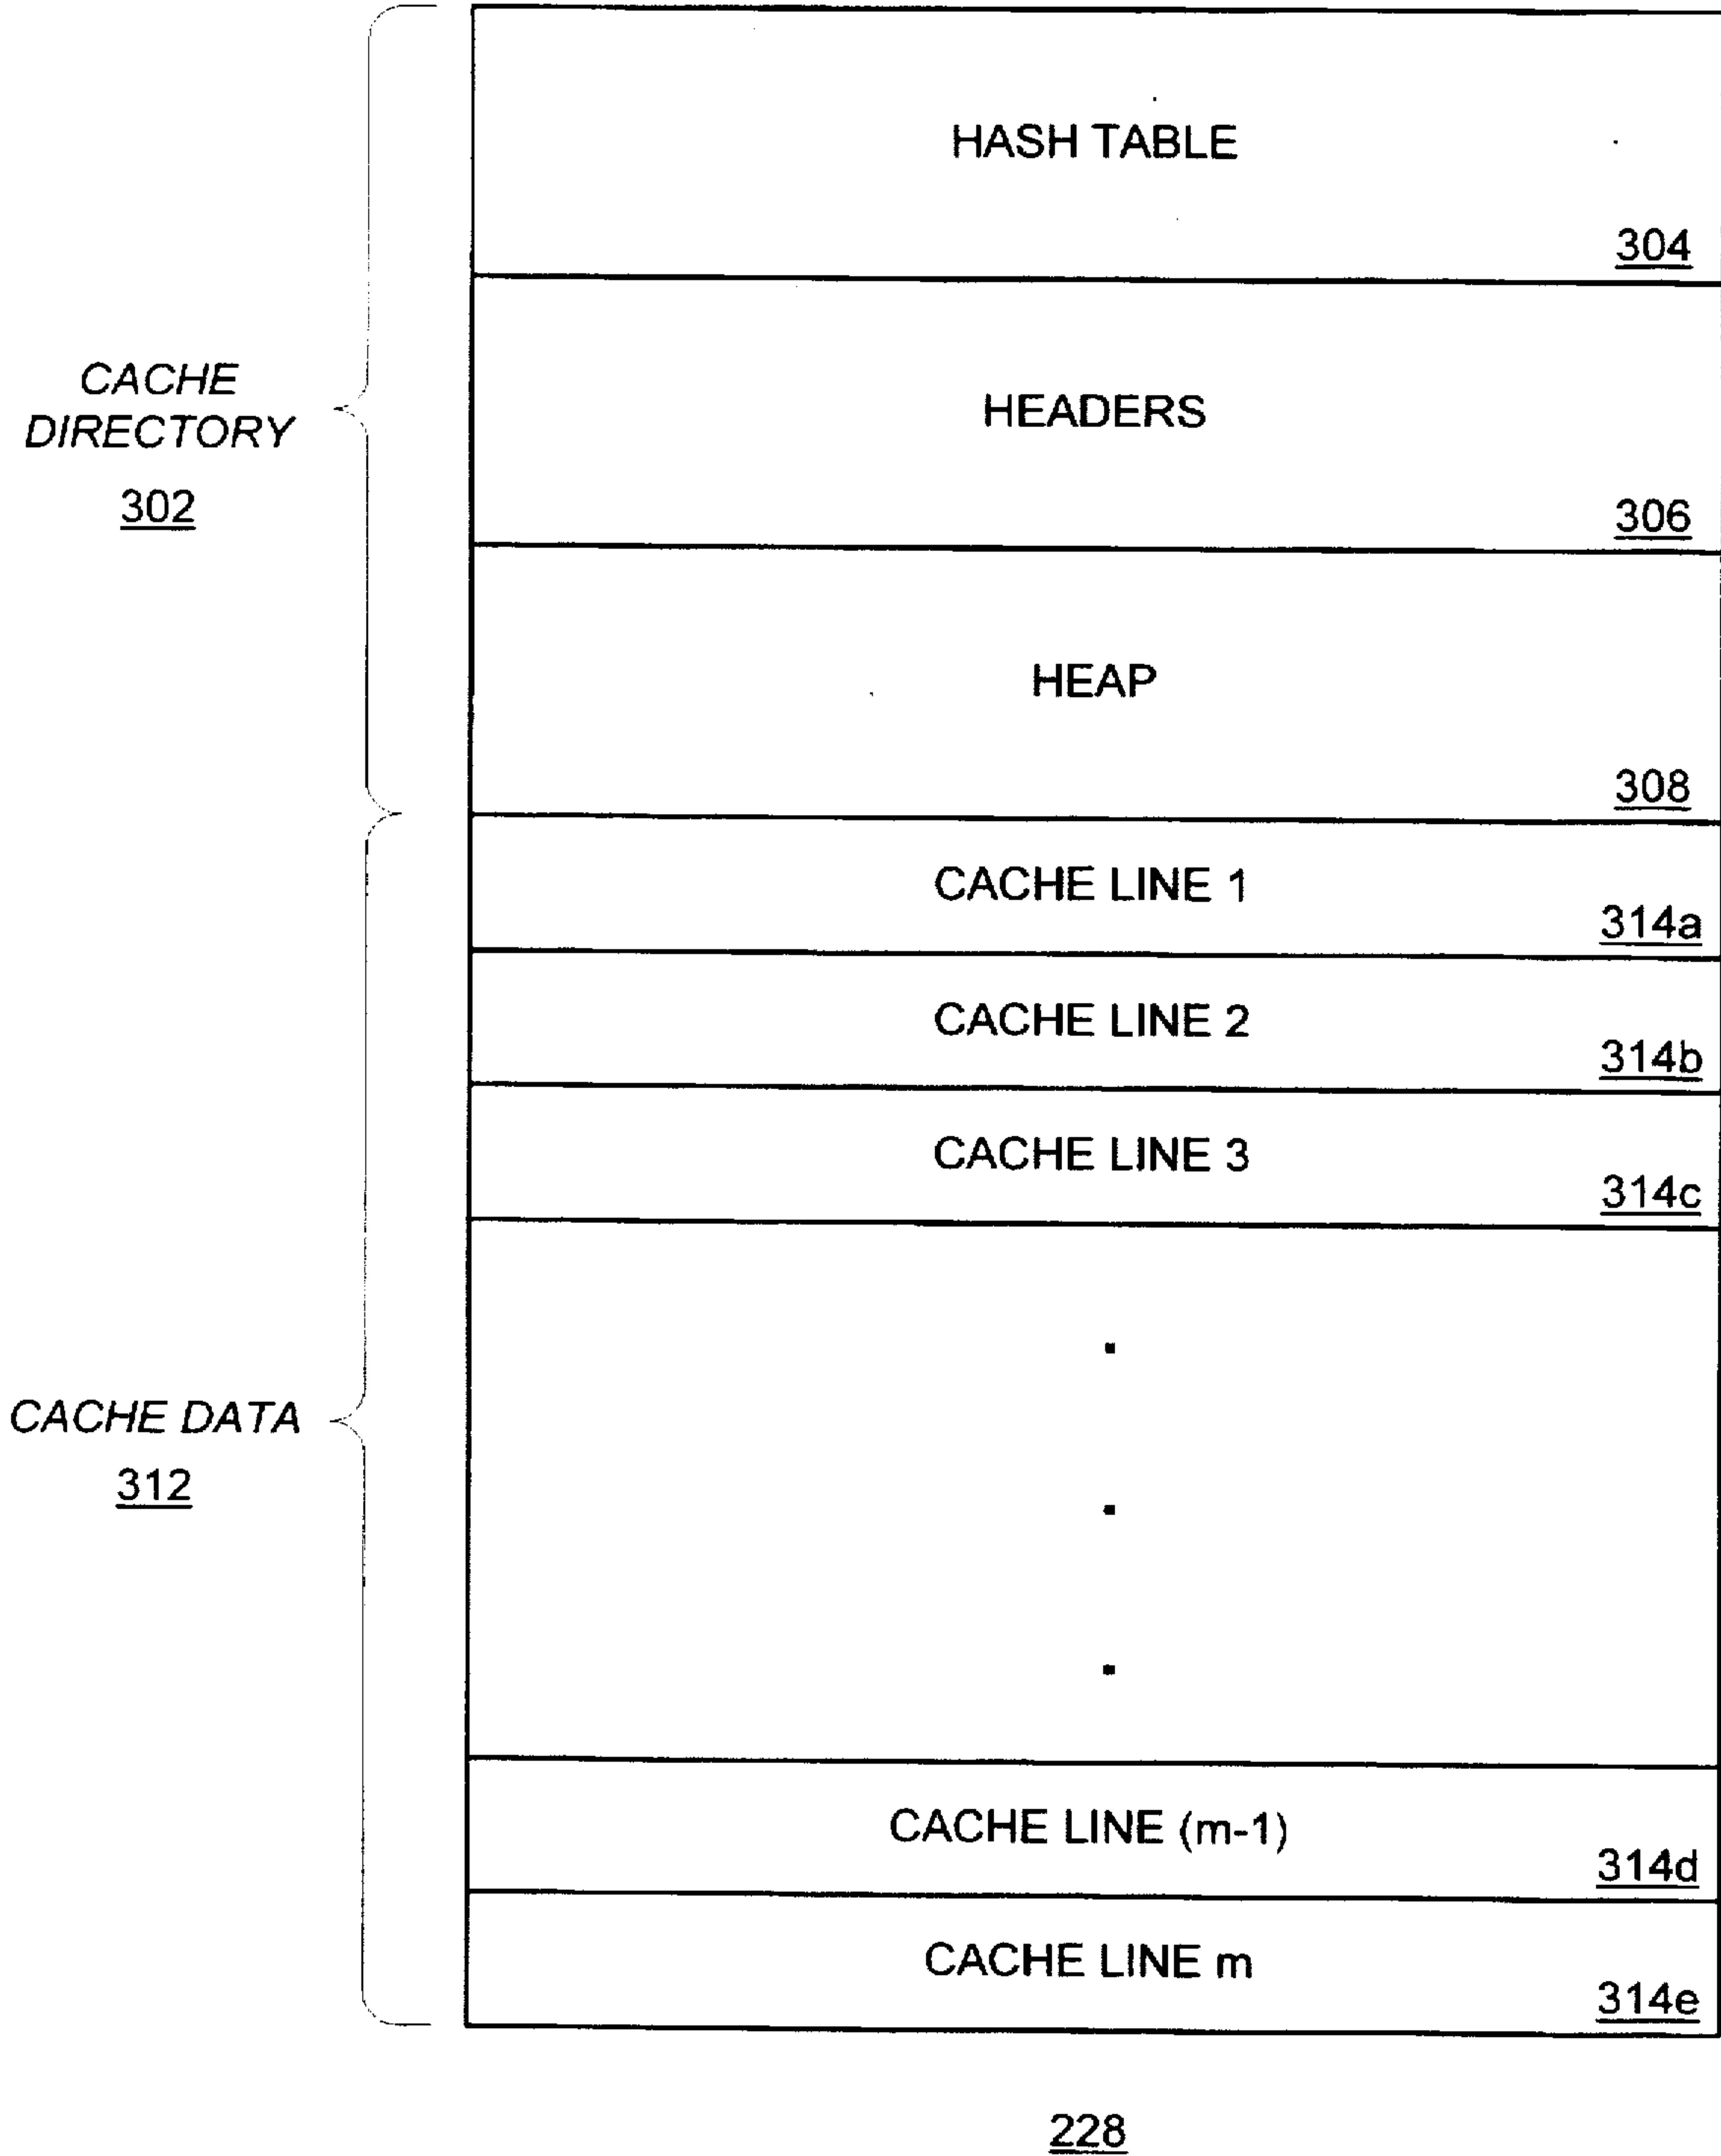 HASH TABLE
304
CACHE
DIRECTORY
302
HEADERS
306
HEAP
308
CACHE LINE 1
314a
CACHE LINE 2
314b
CACHE LINE 3
314c
CACHE DATA
312
CACHE LINE (m-1)
314d
CACHE LINE m
314e
228